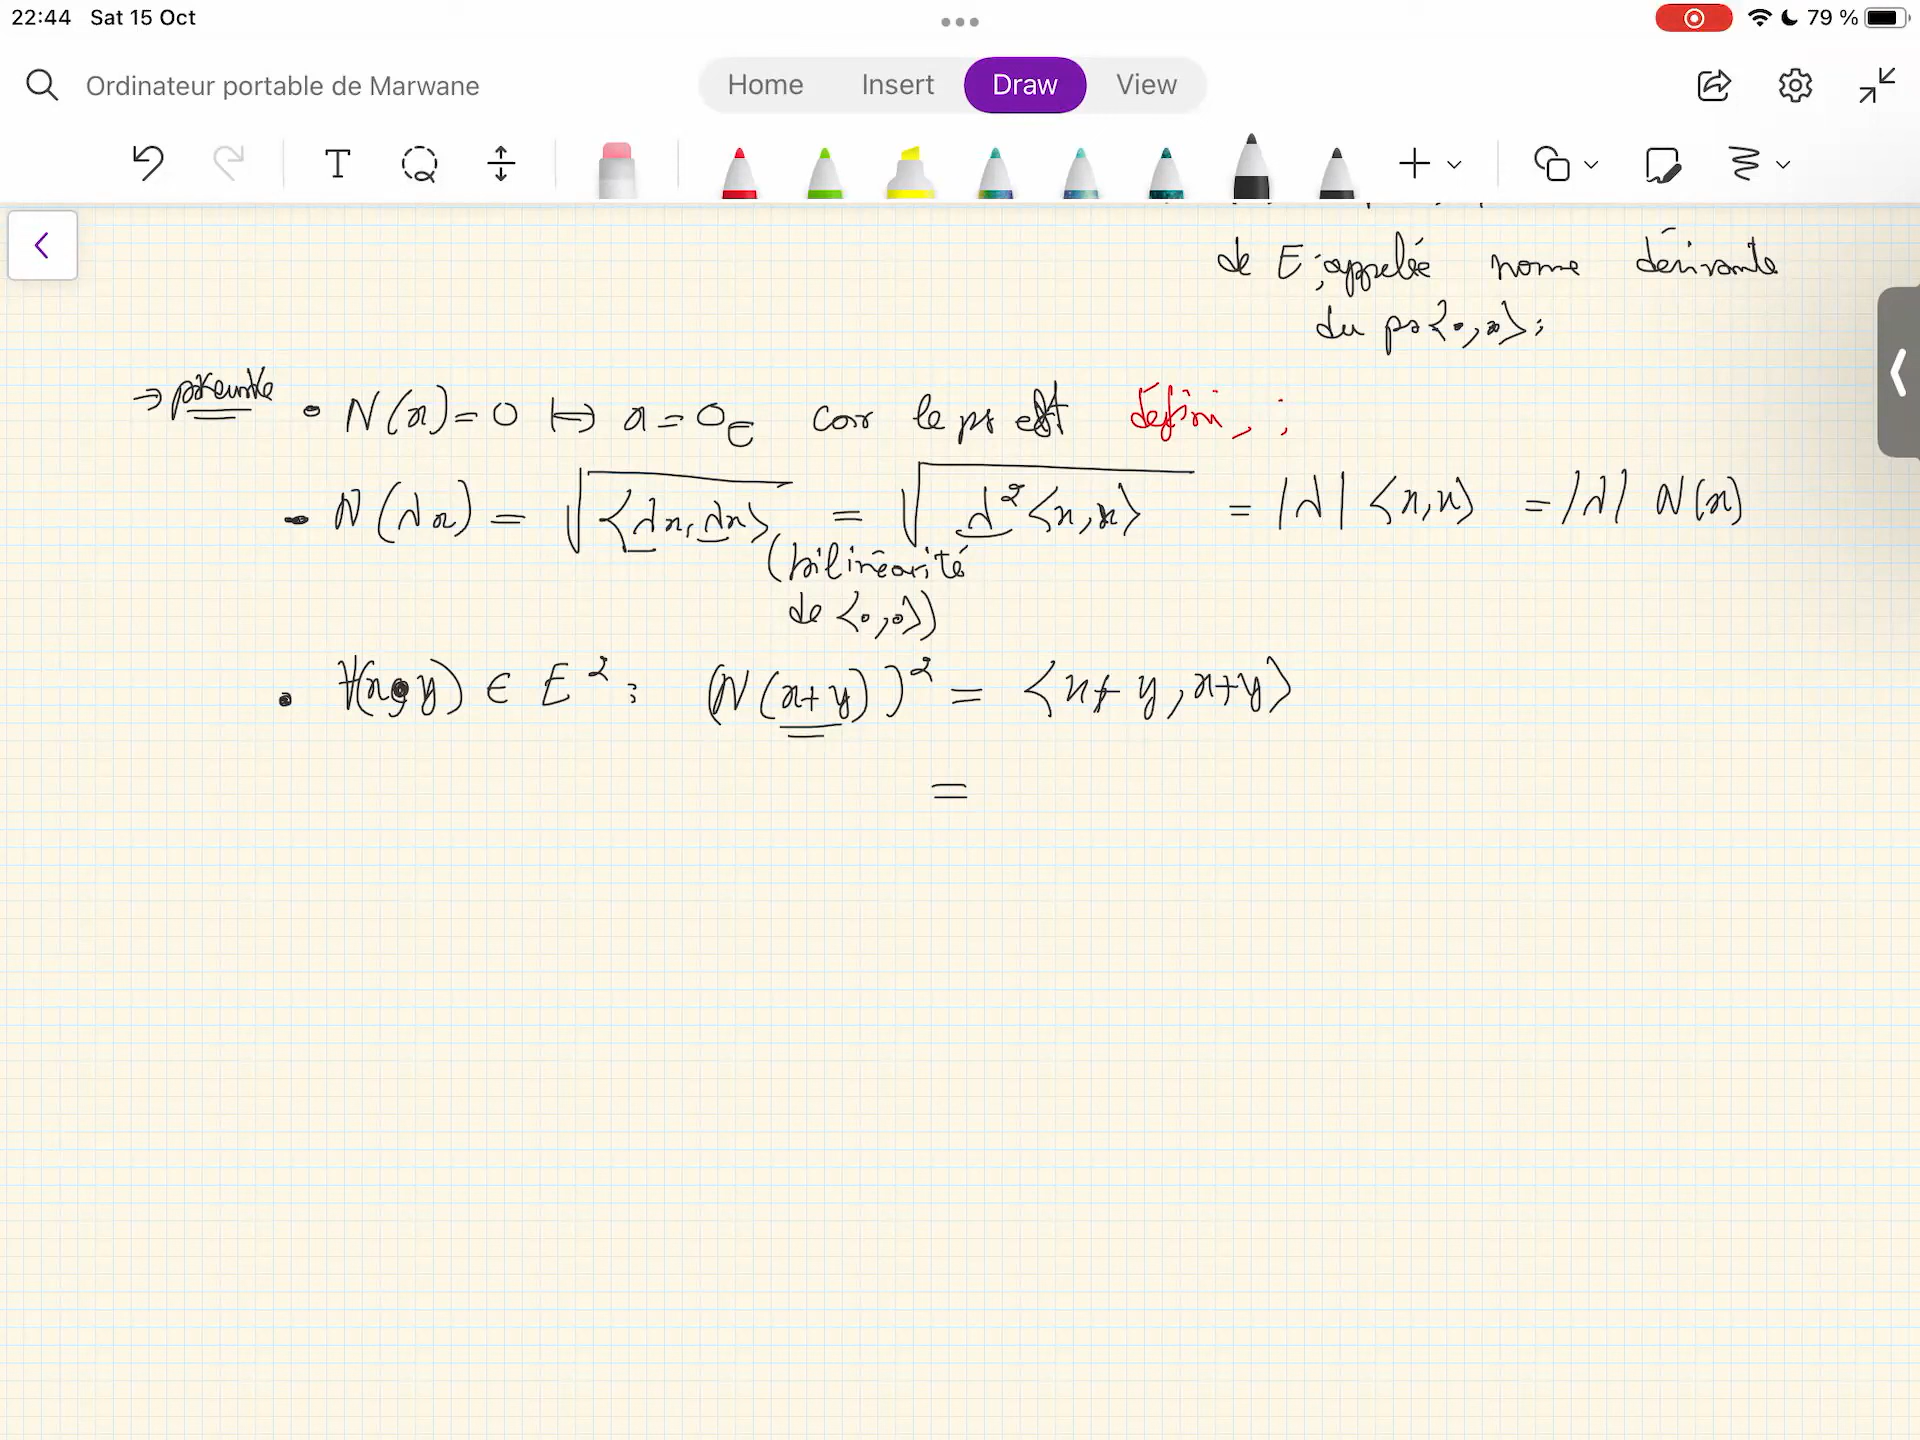 22:44 Sat 15 Oct
79 %
Ordinateur portable de Marwane
Home Insert Draw View
T
de E; appelée norme dérivante
du ps <•,•>;
→ preuve • N(x)=0 ⟺ x=0_E car le ps est défini, ;
- N(λx) = √<λx,λx> = √λ²<x,x> = |λ| <x,x> = |λ| N(x)
(bilinéarité
de <•,•>)
• ∀(x,y) ∈ E² : (N(x+y))² = <x+y,x+y>
=